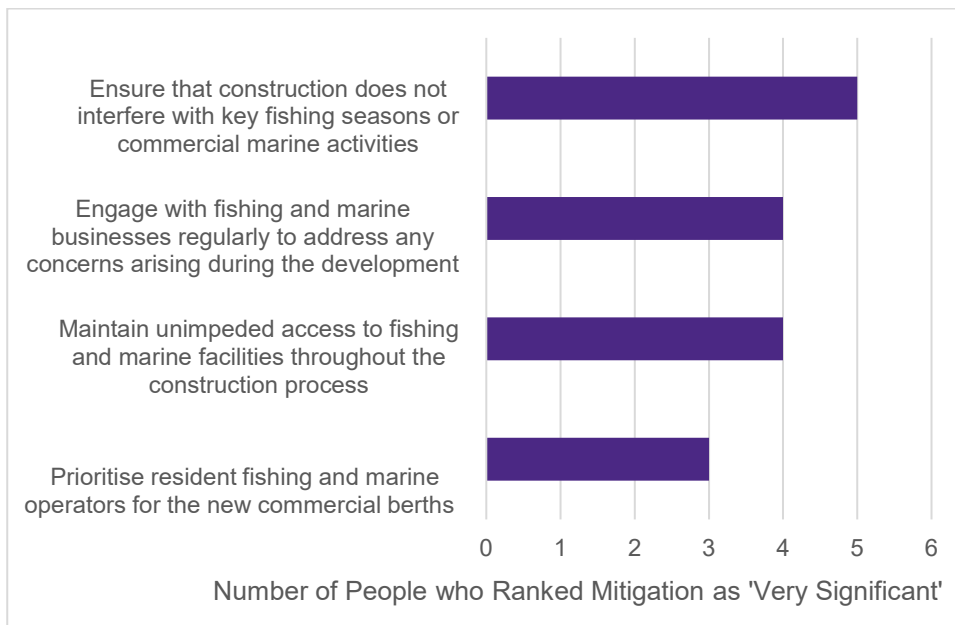 Ensure that construction does not
interfere with key fishing seasons or
commercial marine activities
Engage with fishing and marine
businesses regularly to address any
concerns arising during the development
Maintain unimpeded access to fishing
and marine facilities throughout the
construction process
Prioritise resident fishing and marine
operators for the new commercial berths
0 1 2 3 4 5 6
Number of People who Ranked Mitigation as 'Very Significant'